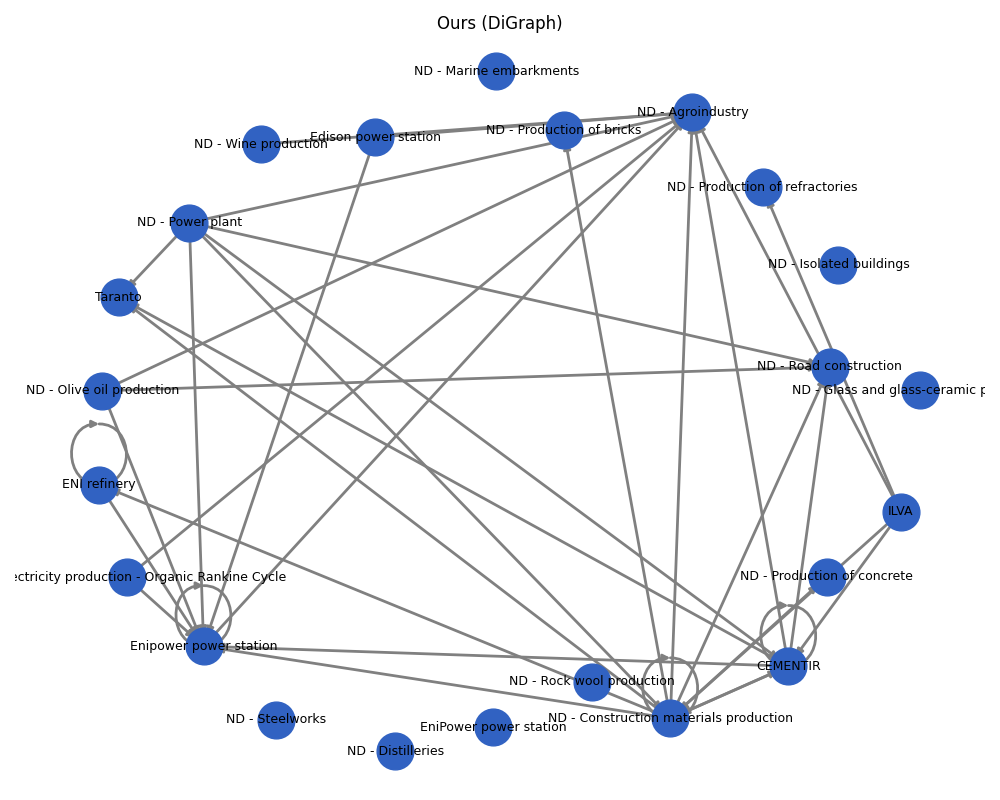 Ours (DiGraph)
ND - Marine embarkments
ND - Agroindustry
ND - Production of bricks
Edison power station
ND - Wine production
ND - Production of refractories
ND - Power plant
ND - Isolated buildings
Taranto
ND - Road construction
ND - Olive oil production
ND - Glass and glass-ceramic p
ENI refinery
ILVA
ectricity production - Organic Rankine Cycle
ND - Production of concrete
Enipower power station
CEMENTIR
ND - Rock wool production
ND - Construction materials production
ND - Steelworks
EniPower power station
ND - Distilleries